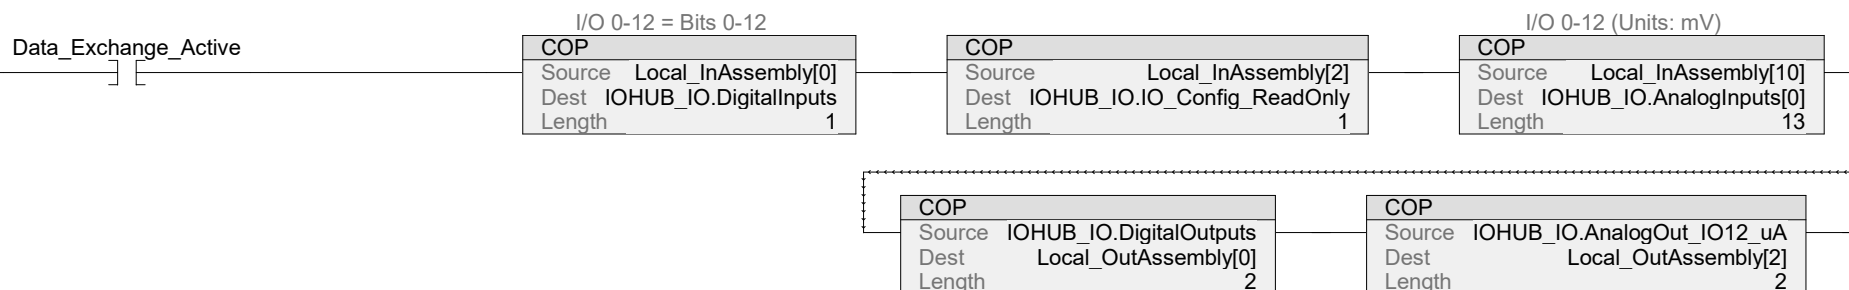 I/O 0-12 = Bits 0-12
I/O 0-12 (Units: mV)
Data_Exchange_Active
COP
Source Local_InAssembly[0]
Dest IOHUB_IO.DigitalInputs
Length 1
COP
Source Local_InAssembly[2]
Dest IOHUB_IO.IO_Config_ReadOnly
Length 1
COP
Source Local_InAssembly[10]
Dest IOHUB_IO.AnalogInputs[0]
Length 13
COP
Source IOHUB_IO.DigitalOutputs
Dest Local_OutAssembly[0]
Length 2
COP
Source IOHUB_IO.AnalogOut_IO12_uA
Dest Local_OutAssembly[2]
Length 2